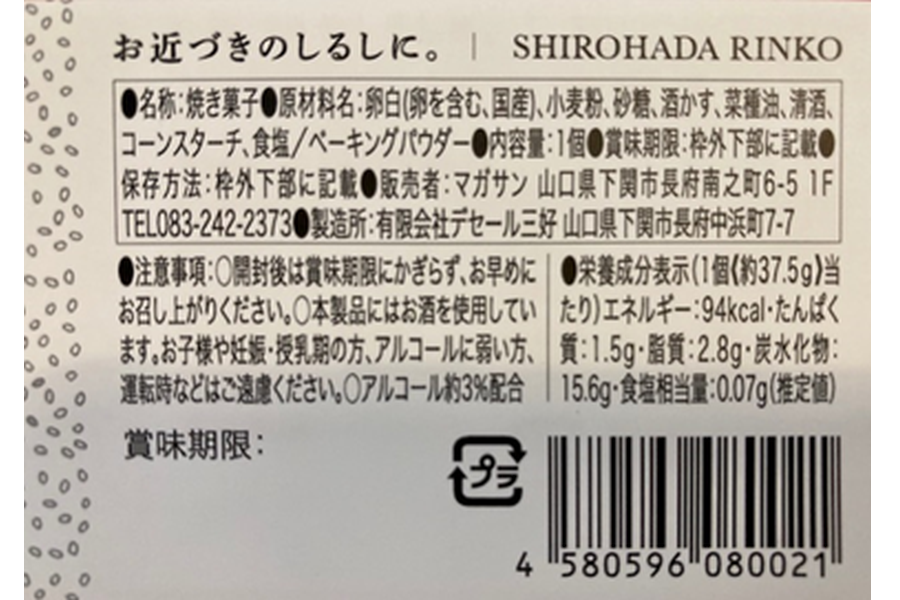 お近づきのしるしに。 | SHIROHADA RINKO
●名称:焼き菓子●原材料名:卵白(卵を含む、国産)、小麦粉、砂糖、酒かす、菜種油、清酒、
コーンスターチ、食塩/ベーキングパウダー●内容量:1個●賞味期限:枠外下部に記載●
保存方法:枠外下部に記載●販売者:マガサン 山口県下関市長府南之町6-5 1F
TEL083-242-2373●製造所:有限会社デセール三好 山口県下関市長府中浜町7-7
●注意事項:○開封後は賞味期限にかぎらず、お早めに
お召し上がりください。○本製品にはお酒を使用してい
ます。お子様や妊娠・授乳期の方、アルコールに弱い方、
運転時などはご遠慮ください。○アルコール約3%配合
●栄養成分表示(1個《約37.5g》当
たり)エネルギー:94kcal・たんぱく
質:1.5g・脂質:2.8g・炭水化物:
15.6g・食塩相当量:0.07g(推定値)
賞味期限:
プラ
4 580596 080021